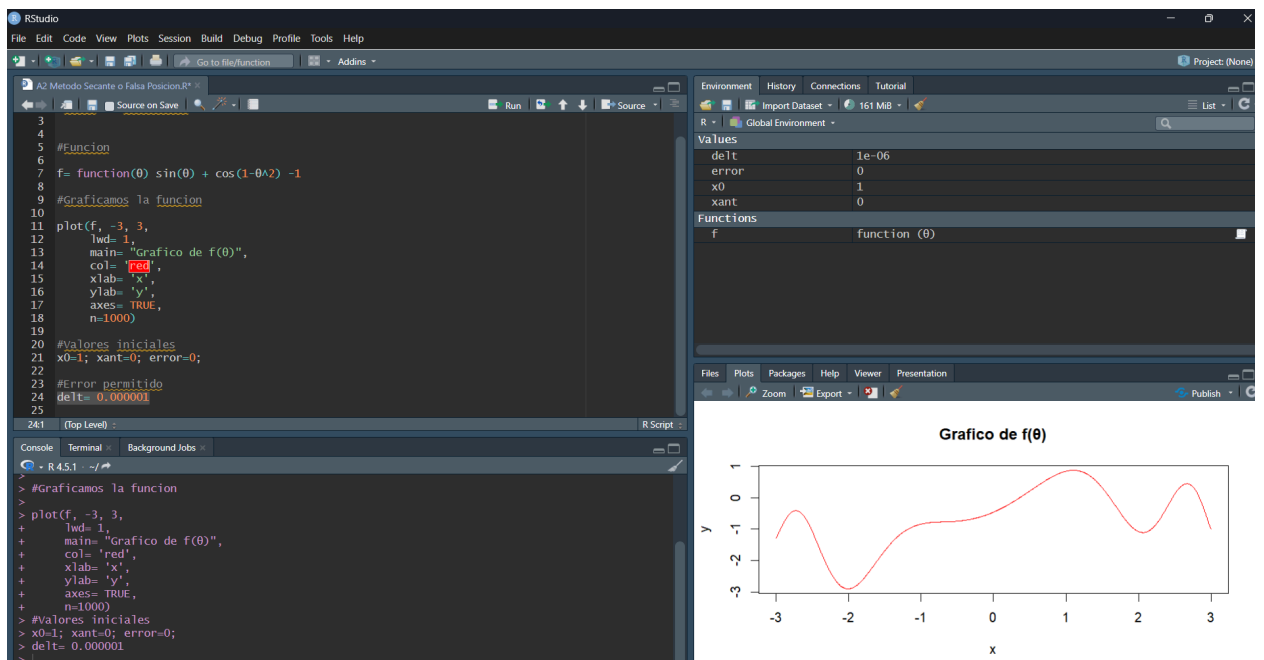 RStudio
File Edit Code View Plots Session Build Debug Profile Tools Help
Go to file/function Addins Project: (None)
A2 Metodo Secante o Falsa Posicion.R*
Source on Save Run Source
3
4
5 #Funcion
6
7 f= function(θ) sin(θ) + cos(1-θ^2) -1
8
9 #Graficamos la funcion
10
11 plot(f, -3, 3,
12 lwd= 1,
13 main= "Grafico de f(θ)",
14 col= 'red',
15 xlab= 'x',
16 ylab= 'y',
17 axes= TRUE,
18 n=1000)
19
20 #Valores iniciales
21 x0=1; xant=0; error=0;
22
23 #Error permitido
24 delt= 0.000001
25
24:1 (Top Level) R Script
Console Terminal Background Jobs
R 4.5.1 · ~/
>
> #Graficamos la funcion
>
> plot(f, -3, 3,
+ lwd= 1,
+ main= "Grafico de f(θ)",
+ col= 'red',
+ xlab= 'x',
+ ylab= 'y',
+ axes= TRUE,
+ n=1000)
> #Valores iniciales
> x0=1; xant=0; error=0;
> delt= 0.000001
>
Environment History Connections Tutorial
Import Dataset 161 MiB List
R Global Environment
Values
delt 1e-06
error 0
x0 1
xant 0
Functions
f function (θ)
Files Plots Packages Help Viewer Presentation
Zoom Export Publish
Grafico de f(θ)
y
1
0
-1
-2
-3
-3 -2 -1 0 1 2 3
x